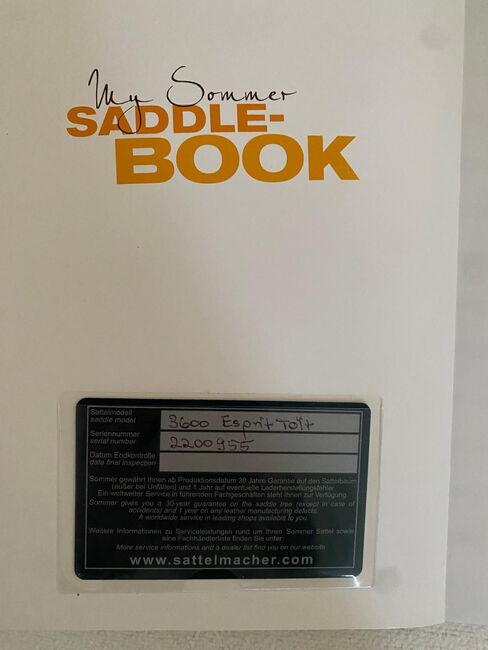 My Sommer
SADDLE-
BOOK
Sattelmodell
saddle model
3600 Esprit Tölt
Seriennummer
serial number
2200955
Datum Endkontrolle
date final inspection
Sommer gewährt Ihnen ab Produktionsdatum 30 Jahre Garantie auf den Sattelbaum
(außer bei Unfällen) und 1 Jahr auf eventuelle Lederherstellungsfehler.
Ein weltweiter Service in führenden Fachgeschäften steht Ihnen zur Verfügung.
Sommer gives you a 30-year guarantee on the saddle tree (except in case of
accidents) and 1 year on any leather manufacturing defects.
A worldwide service in leading shops available to you.
Weitere Informationen zu Serviceleistungen rund um Ihren Sommer Sattel sowie
eine Fachhändlerliste finden Sie unter:
More service informations and a dealer list find you on our website
www.sattelmacher.com